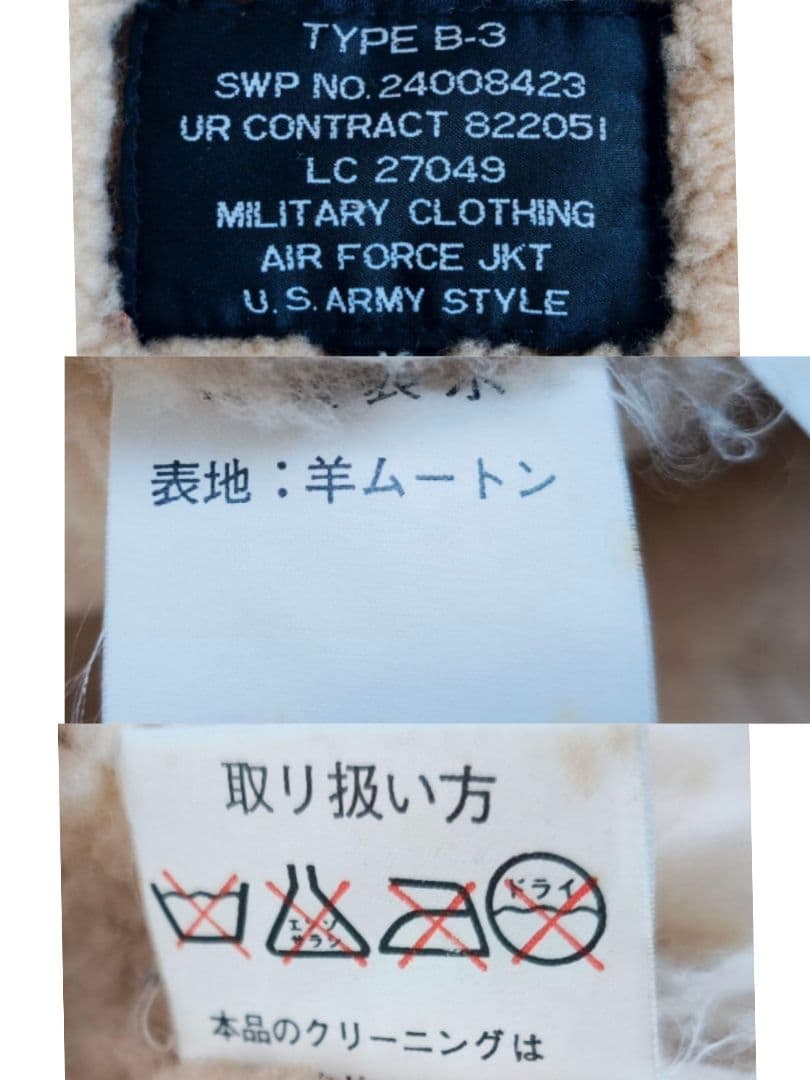 TYPE B-3
SWP NO. 24008423
UR CONTRACT 822051
LC 27049
MILITARY CLOTHING
AIR FORCE JKT
U.S. ARMY STYLE
表示
表地：羊ムートン
取り扱い方
エンソ
サラシ
ドライ
本品のクリーニングは